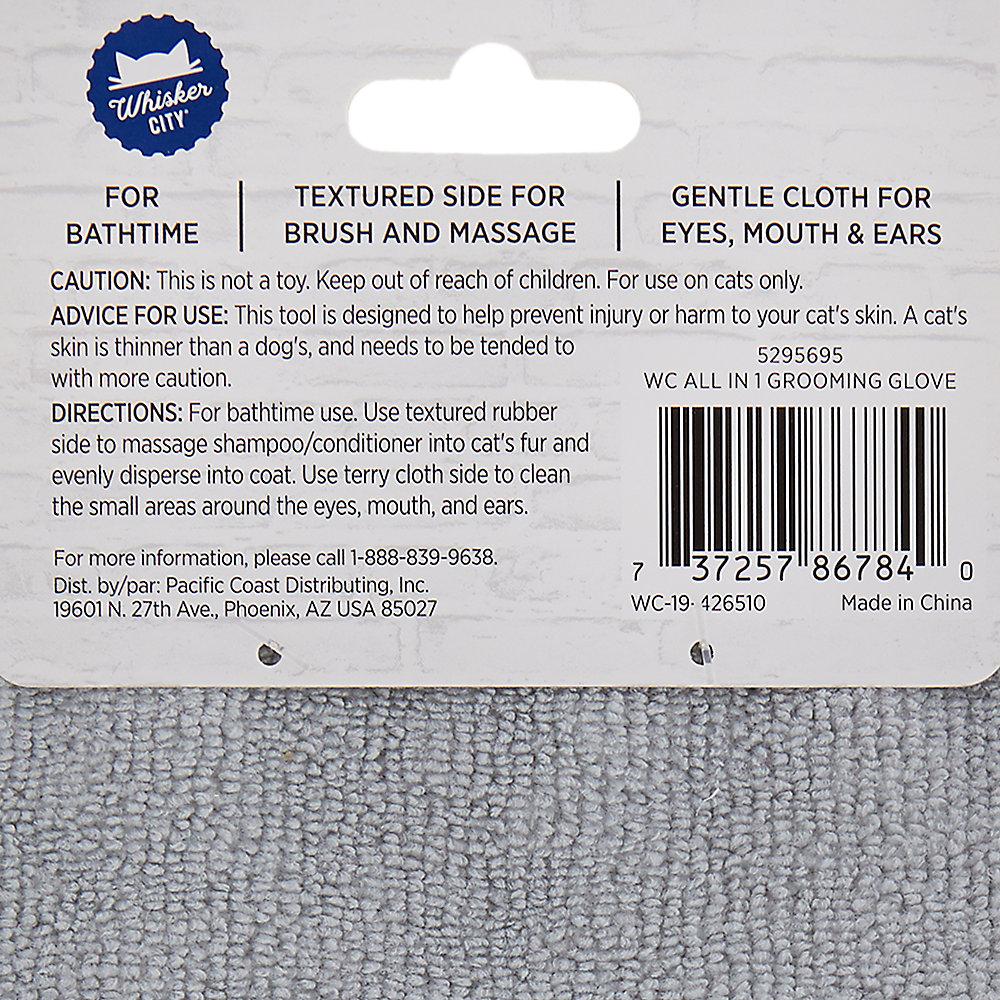 Whisker
CITY
FOR
BATHTIME
TEXTURED SIDE FOR
BRUSH AND MASSAGE
GENTLE CLOTH FOR
EYES, MOUTH & EARS
CAUTION: This is not a toy. Keep out of reach of children. For use on cats only.
ADVICE FOR USE: This tool is designed to help prevent injury or harm to your cat's skin. A cat's
skin is thinner than a dog's, and needs to be tended to
with more caution.
DIRECTIONS: For bathtime use. Use textured rubber
side to massage shampoo/conditioner into cat's fur and
evenly disperse into coat. Use terry cloth side to clean
the small areas around the eyes, mouth, and ears.
For more information, please call 1-888-839-9638.
Dist. by/par: Pacific Coast Distributing, Inc.
19601 N. 27th Ave., Phoenix, AZ USA 85027
5295695
WC ALL IN 1 GROOMING GLOVE
7 37257 86784 0
WC-19- 426510 Made in China